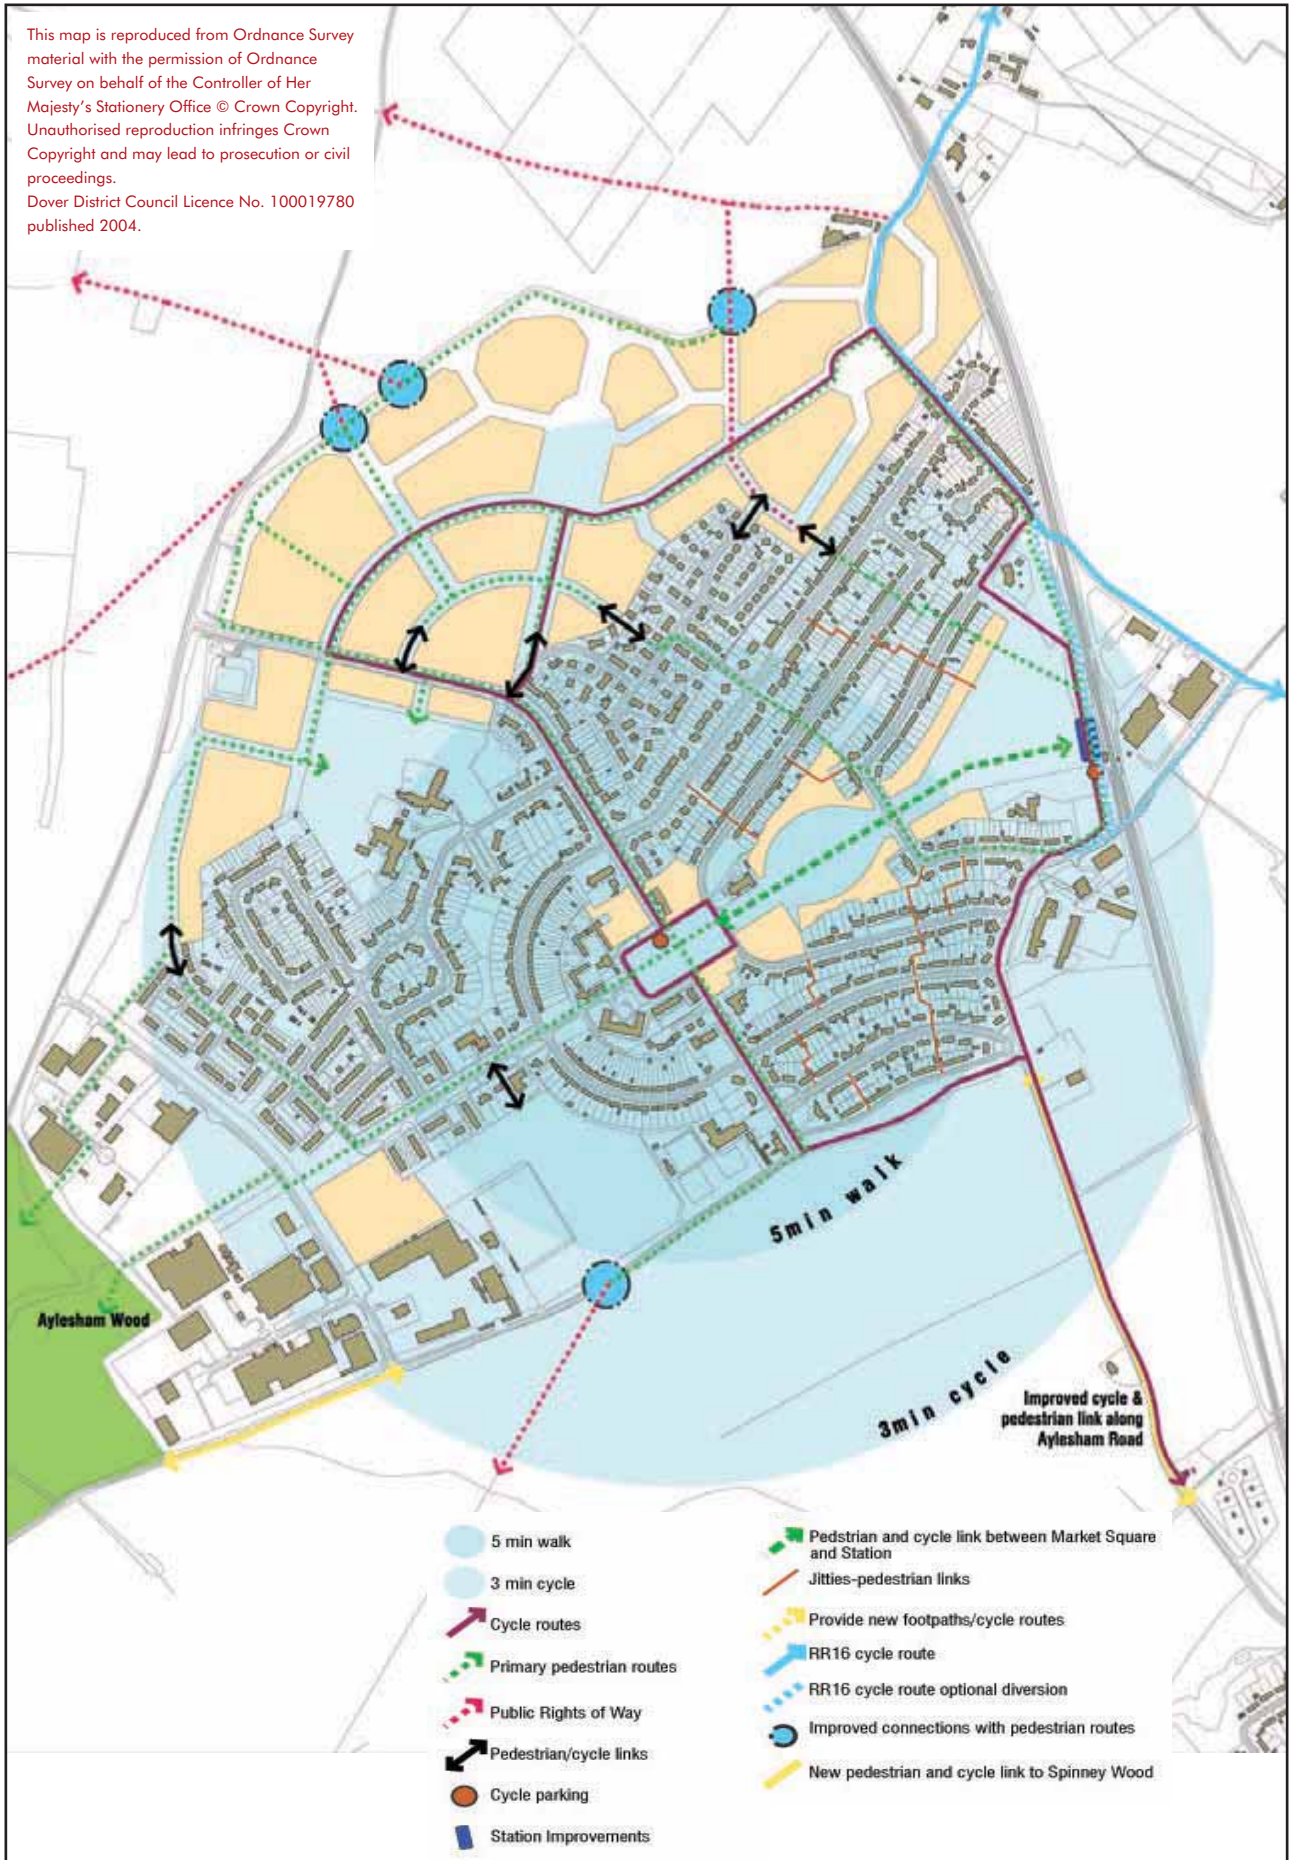 This map is reproduced from Ordnance Survey
material with the permission of Ordnance
Survey on behalf of the Controller of Her
Majesty's Stationery Office © Crown Copyright.
Unauthorised reproduction infringes Crown
Copyright and may lead to prosecution or civil
proceedings.
Dover District Council Licence No. 100019780
published 2004.
5min walk
Aylesham Wood
3min cycle
Improved cycle &
pedestrian link along
Aylesham Road
5 min walk
3 min cycle
Cycle routes
Primary pedestrian routes
Public Rights of Way
Pedestrian/cycle links
Cycle parking
Station Improvements
Pedstrian and cycle link between Market Square
and Station
Jitties-pedestrian links
Provide new footpaths/cycle routes
RR16 cycle route
RR16 cycle route optional diversion
Improved connections with pedestrian routes
New pedestrian and cycle link to Spinney Wood